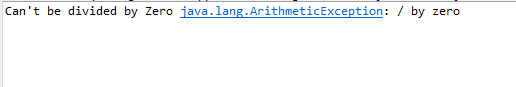 Can't be divided by Zero java.lang.ArithmeticException: / by zero